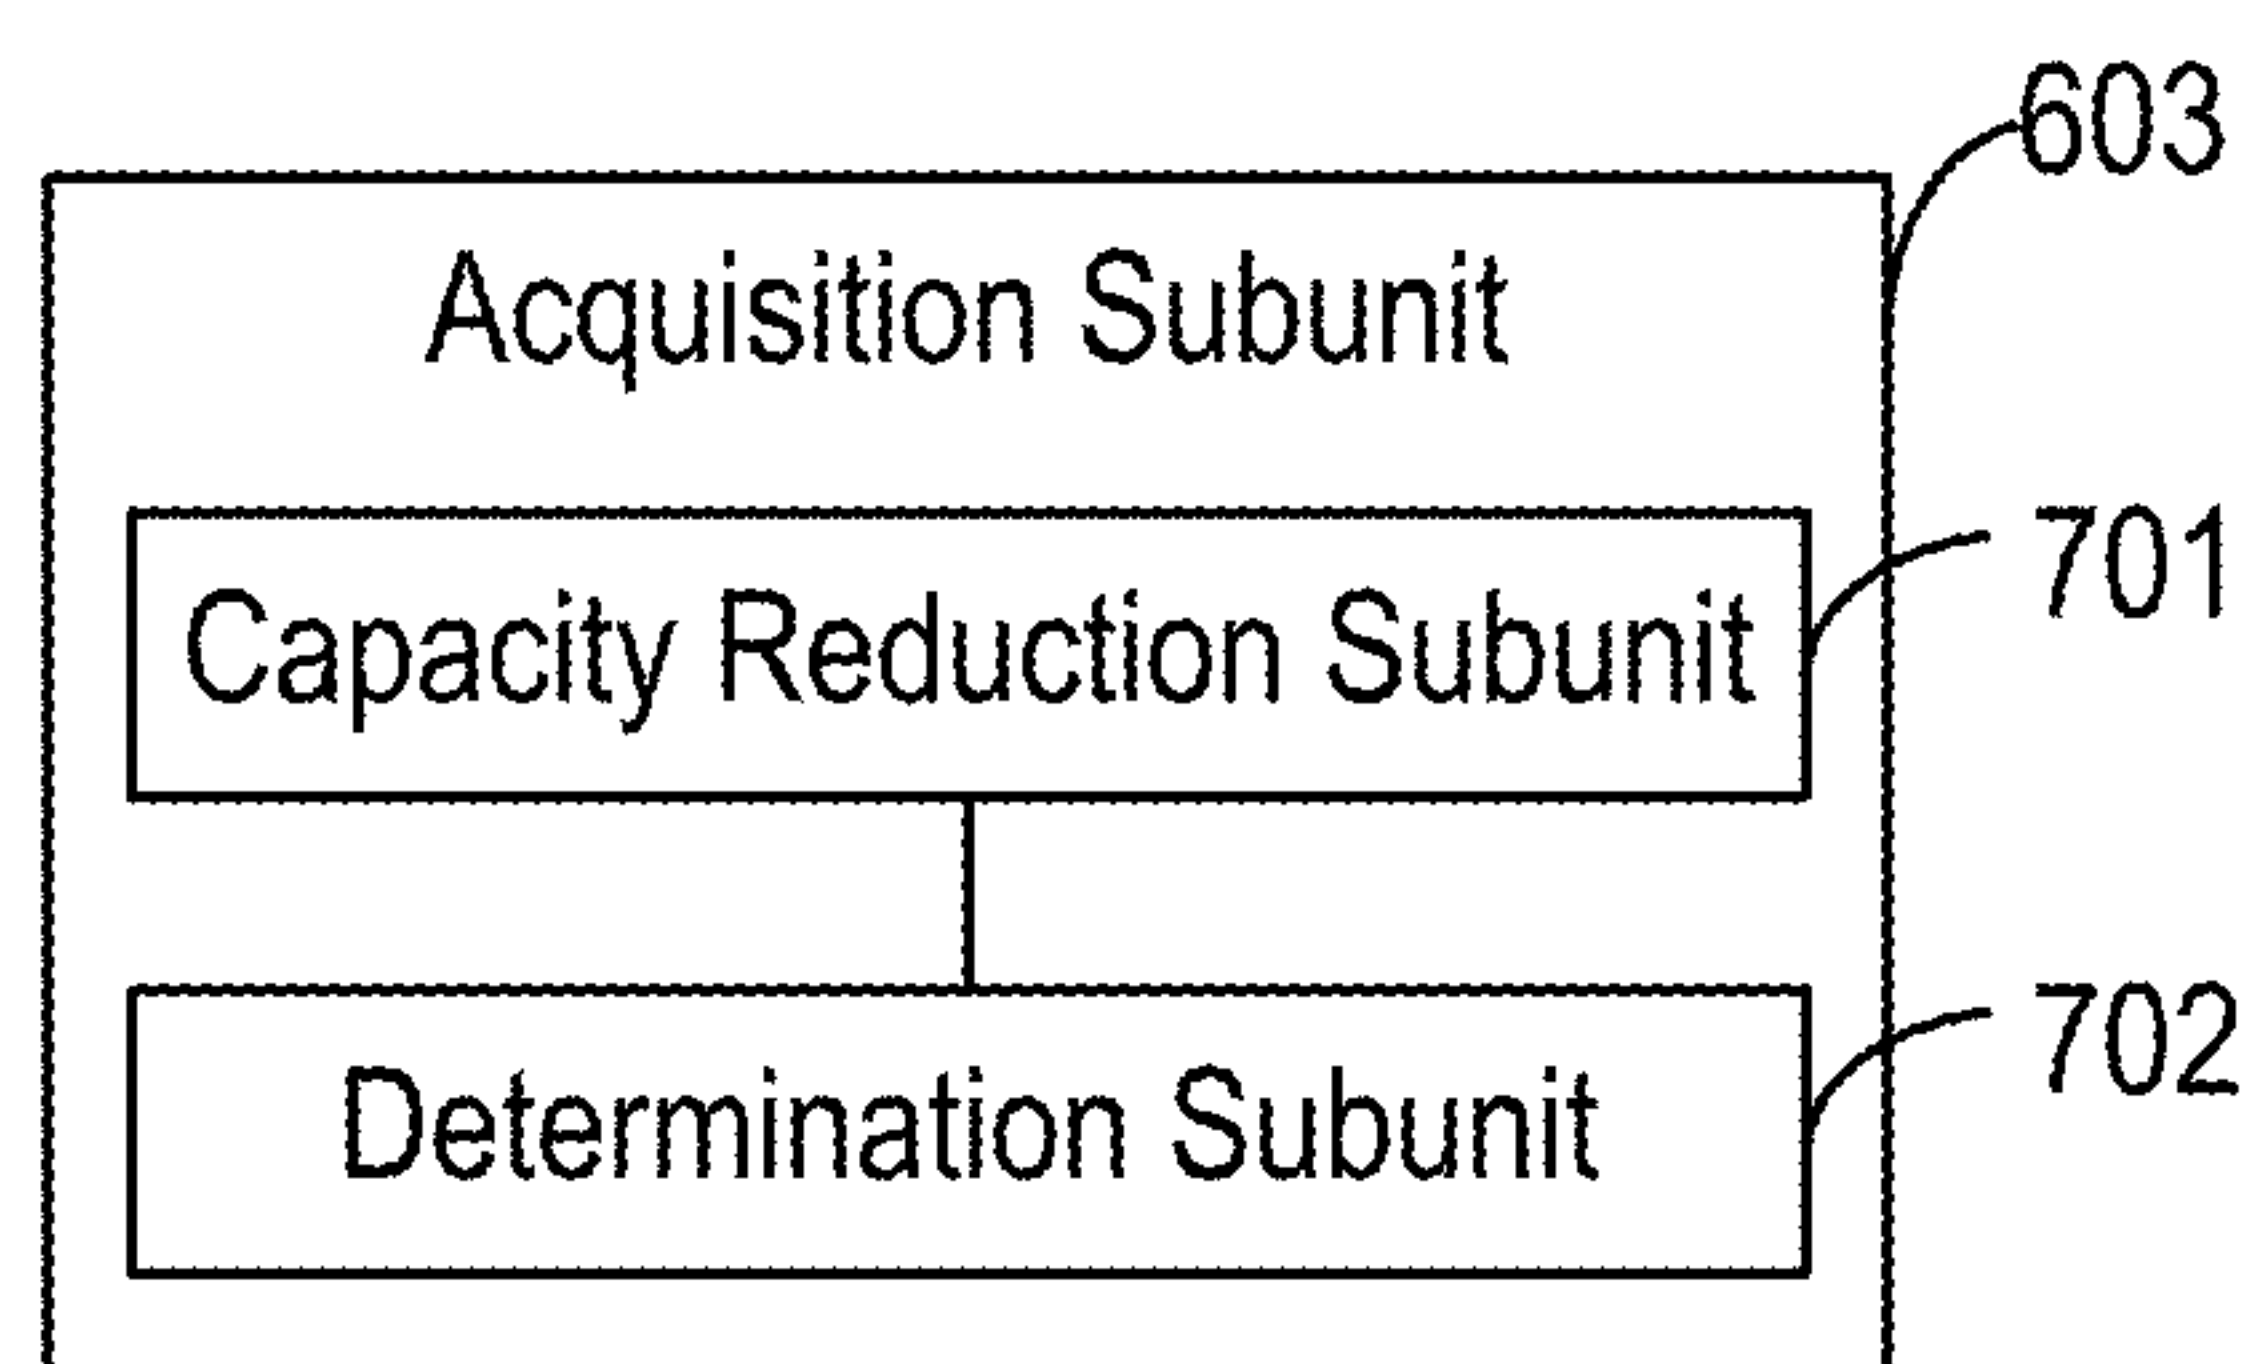 603
Acquisition Subunit
701
Capacity Reduction Subunit
702
Determination Subunit